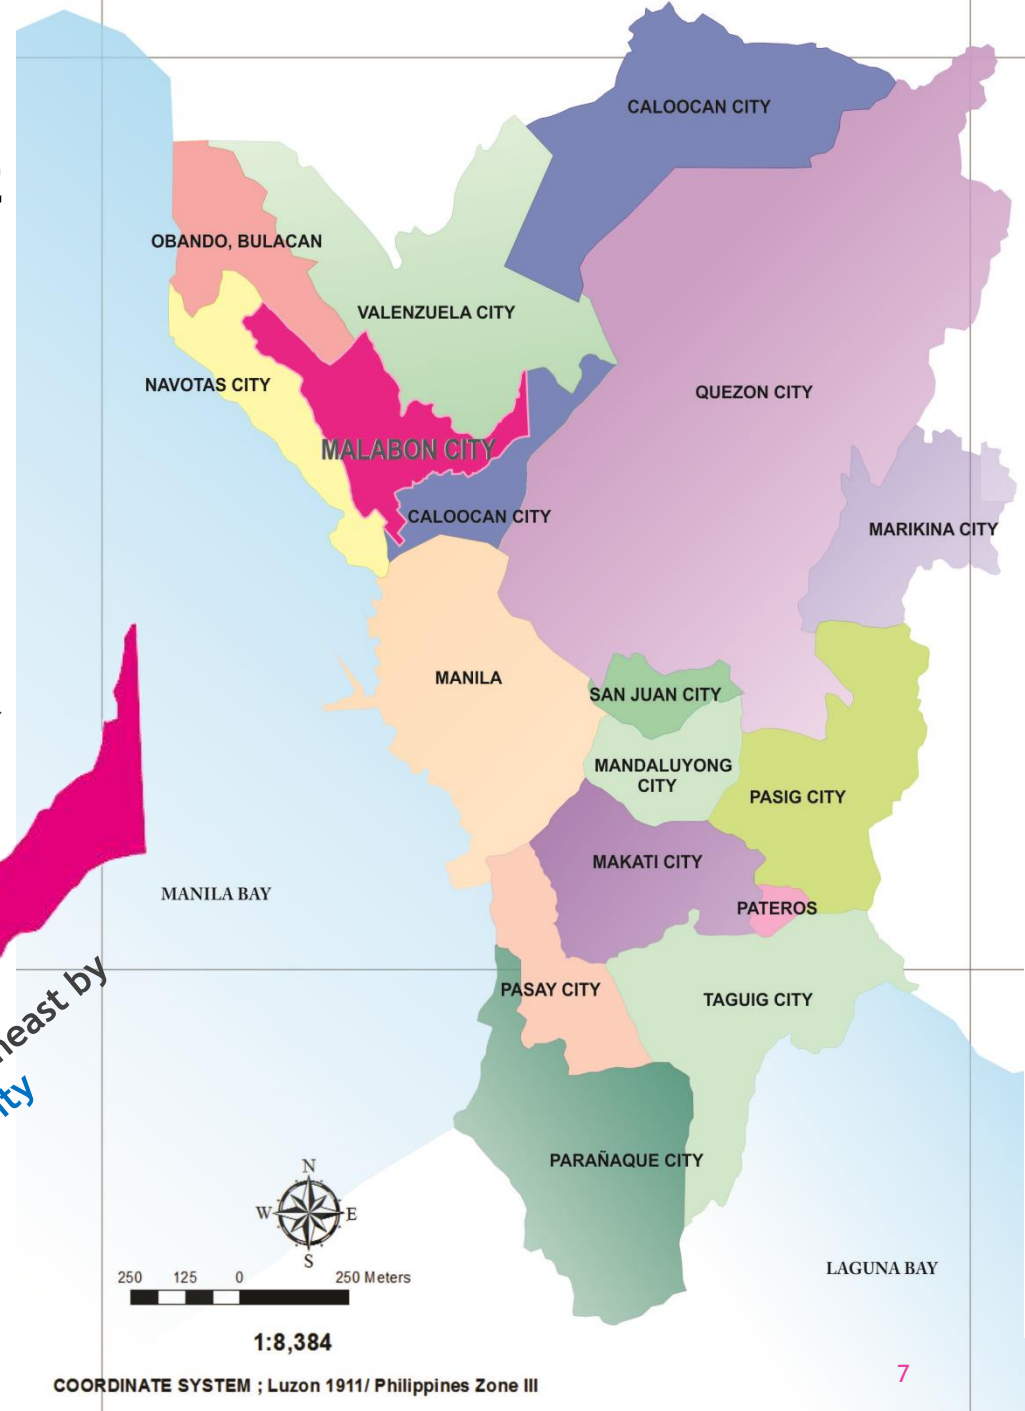 CALOOCAN CITY
OBANDO, BULACAN
VALENZUELA CITY
NAVOTAS CITY
QUEZON CITY
MALABON CITY
CALOOCAN CITY
MARIKINA CITY
MANILA
SAN JUAN CITY
MANDALUYONG
CITY
PASIG CITY
MAKATI CITY
MANILA BAY
PATEROS
east by
PASAY CITY
TAGUIG CITY
PARAÑAQUE CITY
N
W
E
S
LAGUNA BAY
250 125 0 250 Meters
1:8,384
COORDINATE SYSTEM ; Luzon 1911/ Philippines Zone III
7